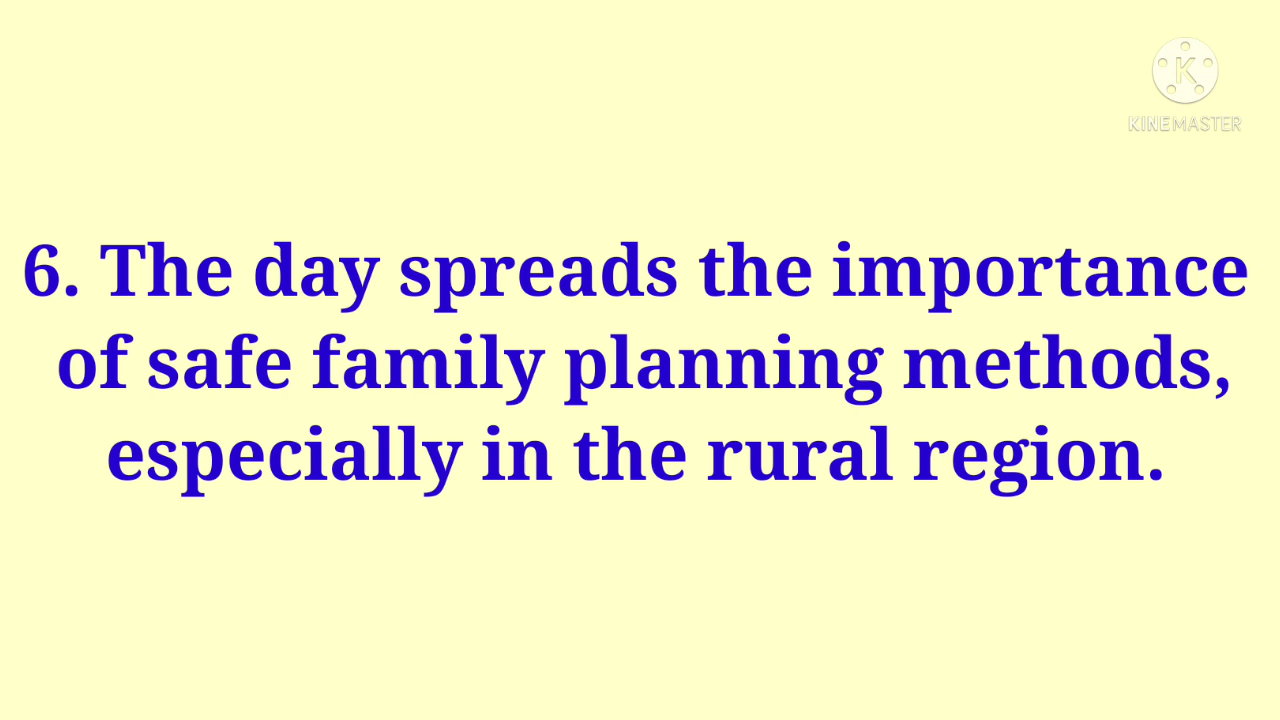 K
KINEMASTER
6. The day spreads the importance
of safe family planning methods,
especially in the rural region.